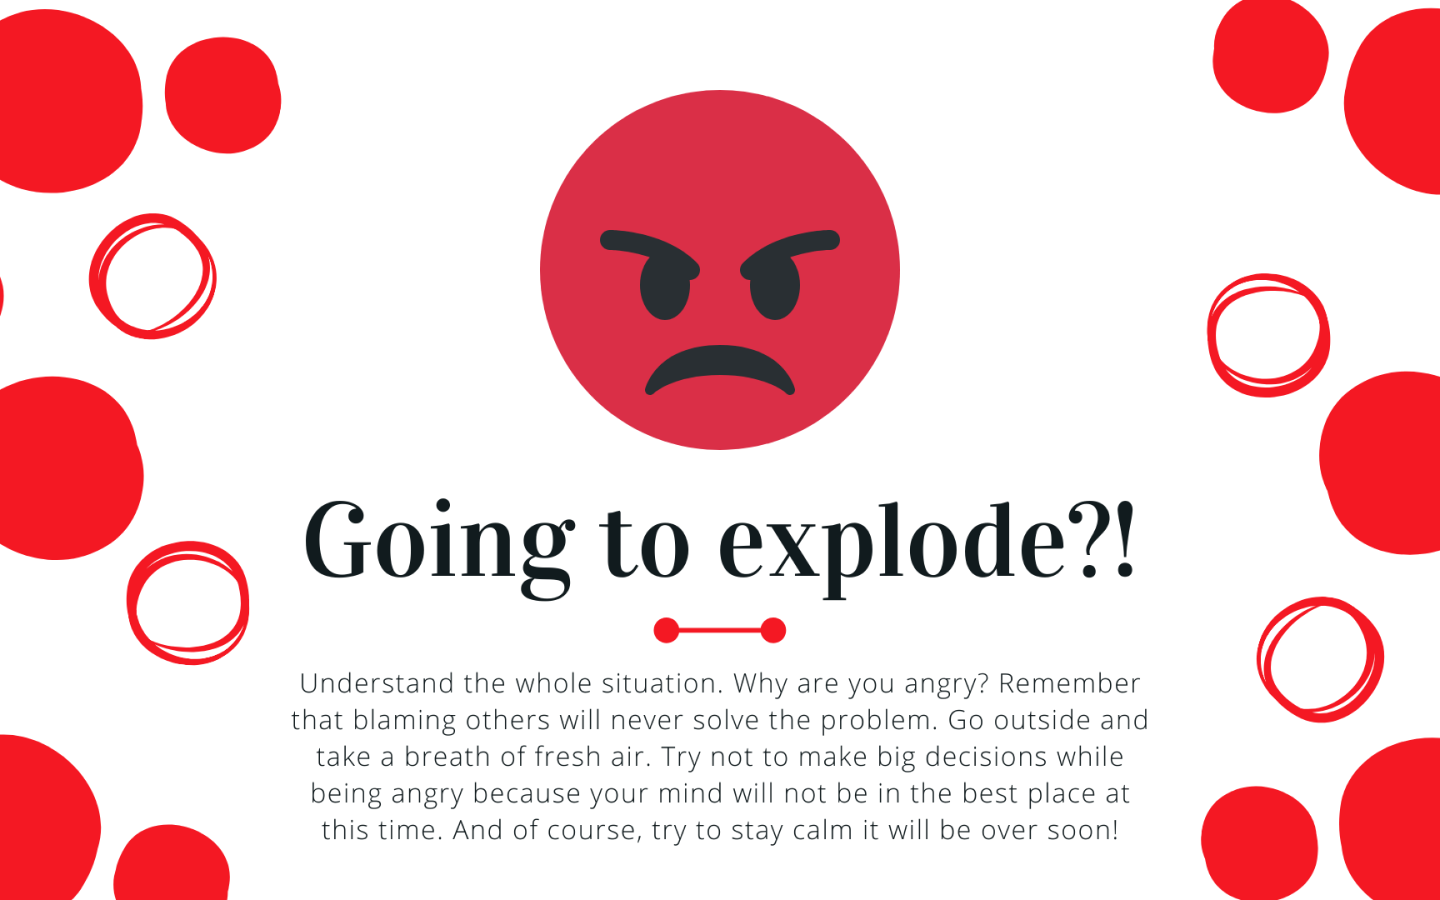 Going to explode?!
Understand the whole situation. Why are you angry? Remember
that blaming others will never solve the problem. Go outside and
take a breath of fresh air. Try not to make big decisions while
being angry because your mind will not be in the best place at
this time. And of course, try to stay calm it will be over soon!